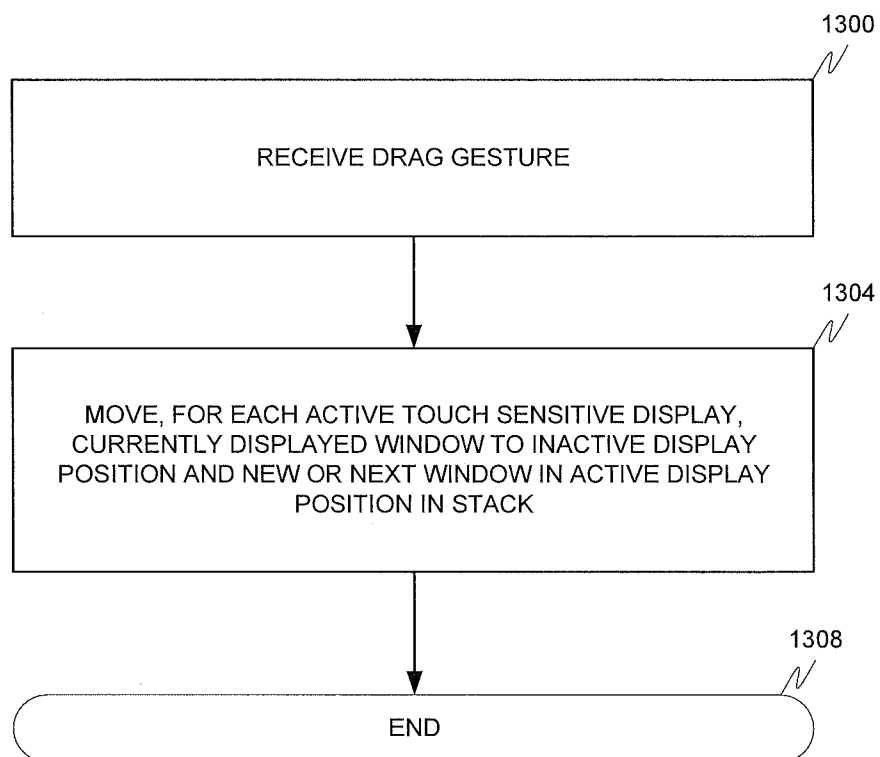 1300
RECEIVE DRAG GESTURE
1304
MOVE, FOR EACH ACTIVE TOUCH SENSITIVE DISPLAY,
CURRENTLY DISPLAYED WINDOW TO INACTIVE DISPLAY
POSITION AND NEW OR NEXT WINDOW IN ACTIVE DISPLAY
POSITION IN STACK
1308
END